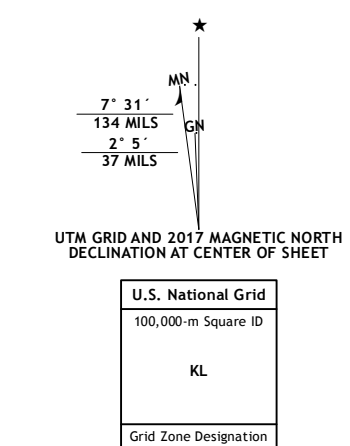 ★
MN
7° 31´
134 MILS
GN
2° 5´
37 MILS
UTM GRID AND 2017 MAGNETIC NORTH
DECLINATION AT CENTER OF SHEET
U.S. National Grid
100,000-m Square ID
KL
Grid Zone Designation